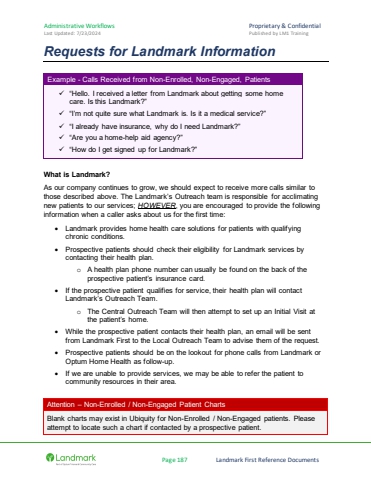 Administrative Workflows Proprietary & Confidential
Last Updated: 7/23/2024 Published by LML Training
Requests for Landmark Information
Example - Calls Received from Non-Enrolled, Non-Engaged, Patients
✓ "Hello. I received a letter from Landmark about getting some home
care. Is this Landmark?"
✓ "I'm not quite sure what Landmark is. Is it a medical service?"
✓ "I already have insurance, why do I need Landmark?"
✓ "Are you a home-help aid agency?"
✓ "How do I get signed up for Landmark?"
What is Landmark?
As our company continues to grow, we should expect to receive more calls similar to
those described above. The Landmark's Outreach team is responsible for acclimating
new patients to our services; HOWEVER, you are encouraged to provide the following
information when a caller asks about us for the first time:
• Landmark provides home health care solutions for patients with qualifying
chronic conditions.
• Prospective patients should check their eligibility for Landmark services by
contacting their health plan.
o A health plan phone number can usually be found on the back of the
prospective patient's insurance card.
• If the prospective patient qualifies for service, their health plan will contact
Landmark's Outreach Team.
o The Central Outreach Team will then attempt to set up an Initial Visit at
the patient's home.
• While the prospective patient contacts their health plan, an email will be sent
from Landmark First to the Local Outreach Team to advise them of the request.
• Prospective patients should be on the lookout for phone calls from Landmark or
Optum Home Health as follow-up.
• If we are unable to provide services, we may be able to refer the patient to
community resources in their area.
Attention – Non-Enrolled / Non-Engaged Patient Charts
Blank charts may exist in Ubiquity for Non-Enrolled / Non-Engaged patients. Please
attempt to locate such a chart if contacted by a prospective patient.
Landmark Page 187 Landmark First Reference Documents